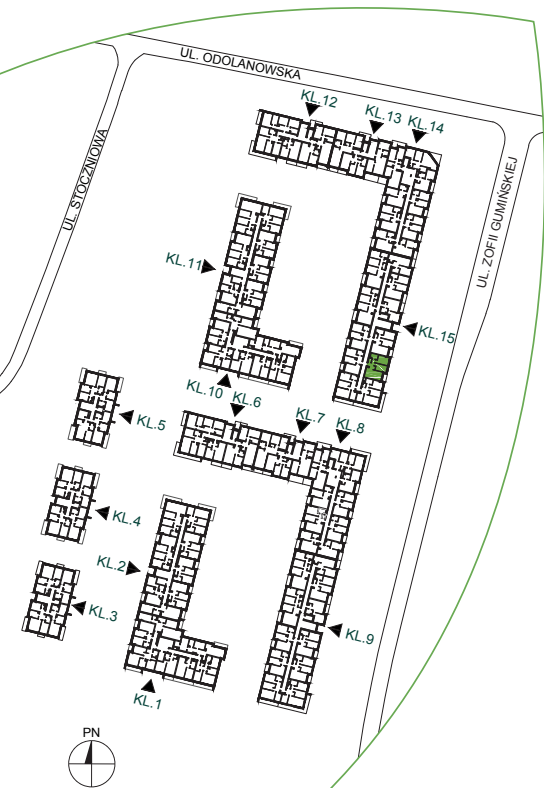 UL. ODOLANOWSKA
UL. STOCZNIOWA
UL. ZOFII GUMIŃSKIEJ
KL.12
KL.13
KL.14
KL.11
KL.15
KL.10
KL.6
KL.7
KL.8
KL.5
KL.4
KL.2
KL.3
KL.9
KL.1
PN